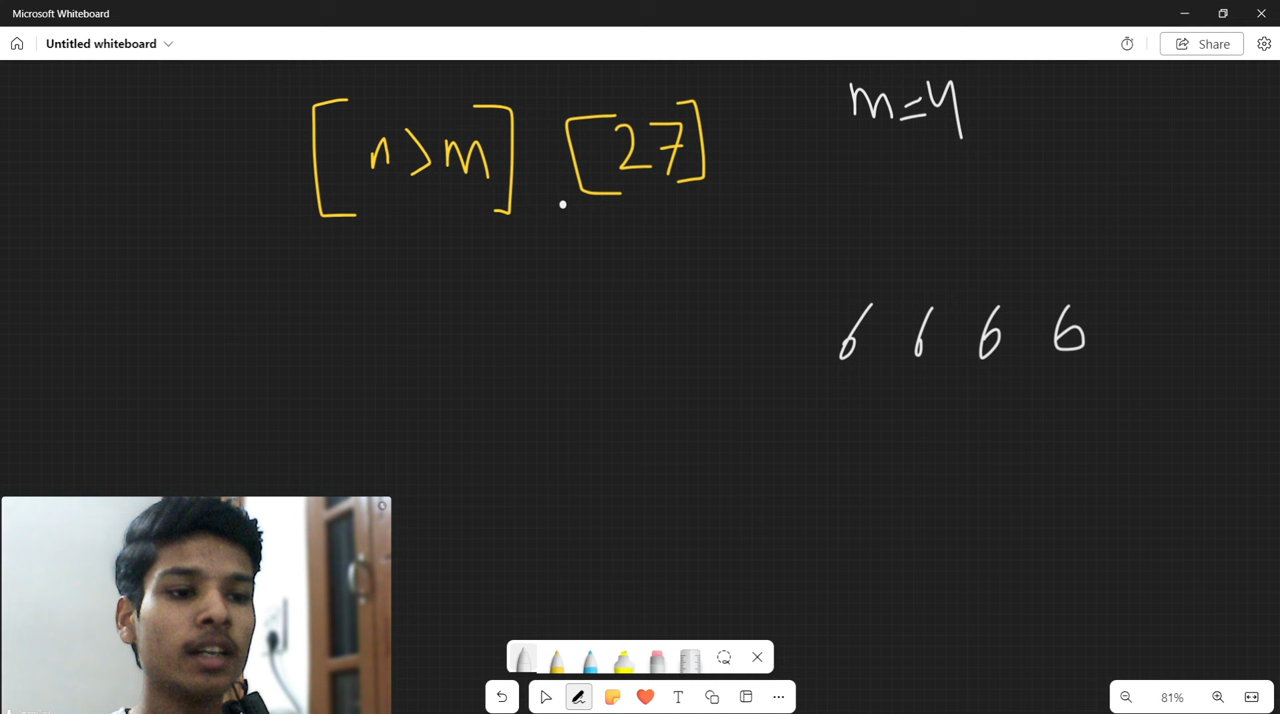 Microsoft Whiteboard
Untitled whiteboard
Share
m=4
[n>m] [27]
6 6 6 6
T
81%